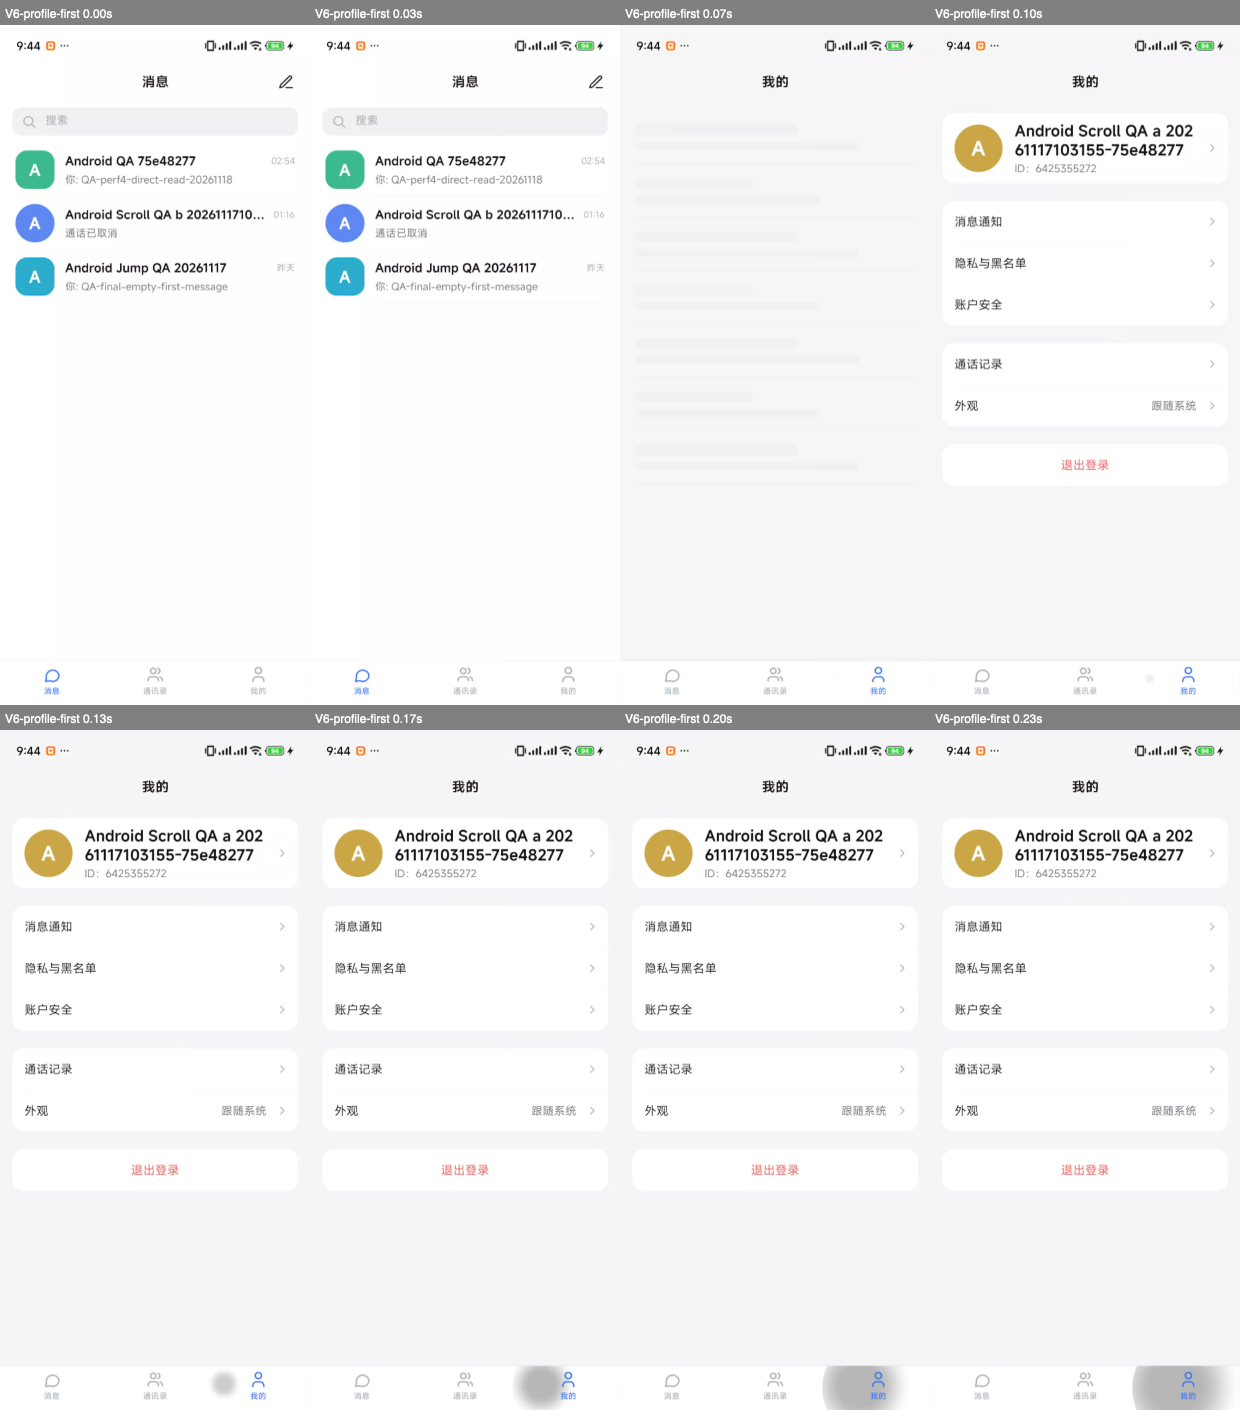 V6-profile-first 0.00s
9:44 ··· 94
消息
搜索
Android QA 75e48277 02:54
你: QA-perf4-direct-read-20261118
Android Scroll QA b 2026111710... 01:16
通话已取消
Android Jump QA 20261117 昨天
你: QA-final-empty-first-message
消息 通讯录 我的
V6-profile-first 0.03s
9:44 ··· 94
消息
搜索
Android QA 75e48277 02:54
你: QA-perf4-direct-read-20261118
Android Scroll QA b 2026111710... 01:16
通话已取消
Android Jump QA 20261117 昨天
你: QA-final-empty-first-message
消息 通讯录 我的
V6-profile-first 0.07s
9:44 ··· 94
我的
消息 通讯录 我的
V6-profile-first 0.10s
9:44 ··· 94
我的
A
Android Scroll QA a 202
61117103155-75e48277
ID: 6425355272
消息通知
隐私与黑名单
账户安全
通话记录
外观 跟随系统
退出登录
消息 通讯录 我的
V6-profile-first 0.13s
9:44 ··· 94
我的
A
Android Scroll QA a 202
61117103155-75e48277
ID: 6425355272
消息通知
隐私与黑名单
账户安全
通话记录
外观 跟随系统
退出登录
消息 通讯录 我的
V6-profile-first 0.17s
9:44 ··· 94
我的
A
Android Scroll QA a 202
61117103155-75e48277
ID: 6425355272
消息通知
隐私与黑名单
账户安全
通话记录
外观 跟随系统
退出登录
消息 通讯录 我的
V6-profile-first 0.20s
9:44 ··· 94
我的
A
Android Scroll QA a 202
61117103155-75e48277
ID: 6425355272
消息通知
隐私与黑名单
账户安全
通话记录
外观 跟随系统
退出登录
消息 通讯录 我的
V6-profile-first 0.23s
9:44 ··· 94
我的
A
Android Scroll QA a 202
61117103155-75e48277
ID: 6425355272
消息通知
隐私与黑名单
账户安全
通话记录
外观 跟随系统
退出登录
消息 通讯录 我的